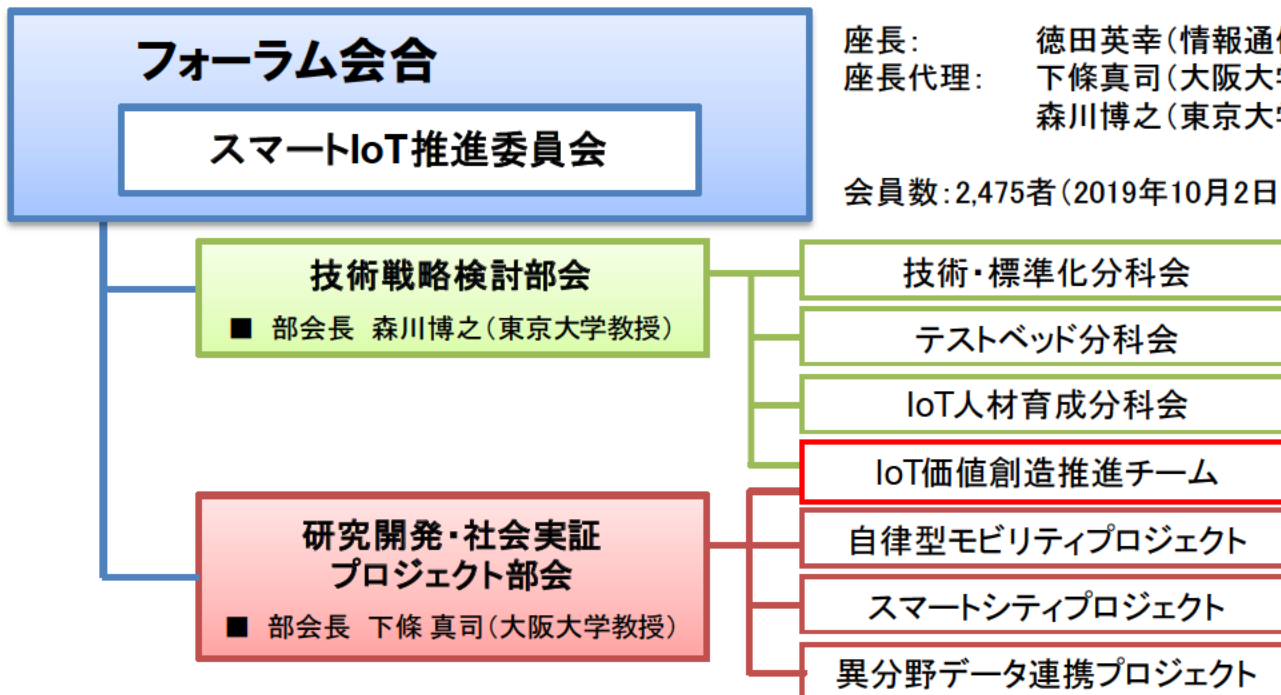 フォーラム会合
スマートIoT推進委員会
座長： 徳田英幸（情報通
座長代理： 下條真司（大阪大
森川博之（東京大
会員数：2,475者（2019年10月2日
技術戦略検討部会
■ 部会長 森川博之（東京大学教授）
技術・標準化分科会
テストベッド分科会
IoT人材育成分科会
IoT価値創造推進チーム
研究開発・社会実証
プロジェクト部会
■ 部会長 下條 真司（大阪大学教授）
自律型モビリティプロジェクト
スマートシティプロジェクト
異分野データ連携プロジェクト